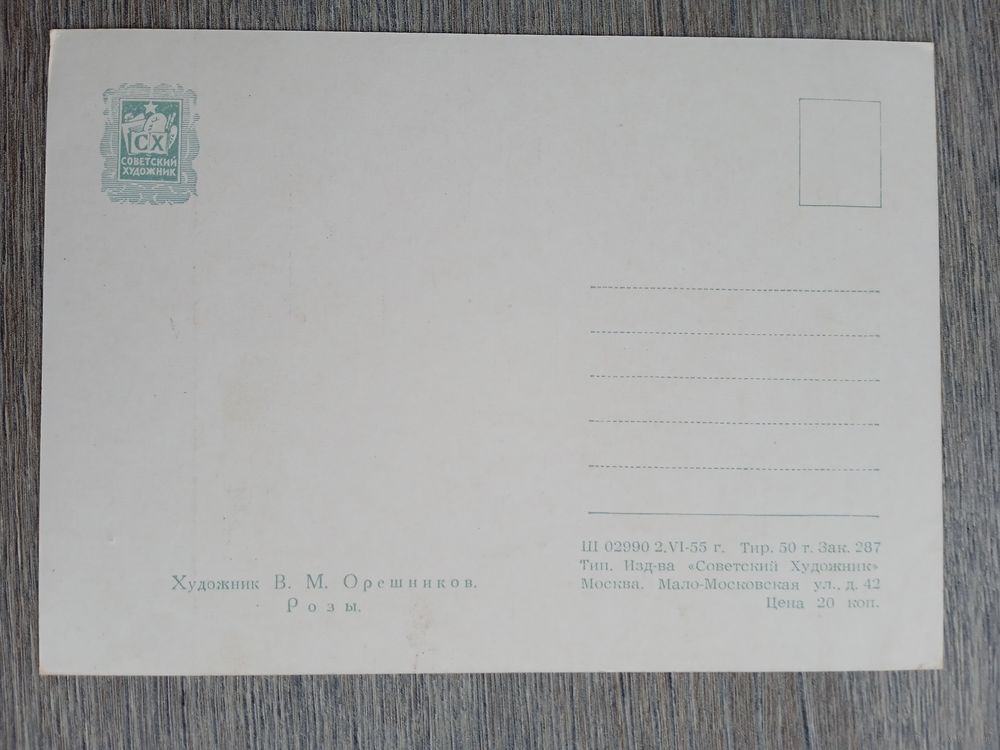 СХ
СОВЕТСКИЙ
ХУДОЖНИК
Художник В. М. Орешников.
Розы.
Ш 02990 2.VI-55 г. Тир. 50 т. Зак. 287
Тип. Изд-ва «Советский Художник»
Москва. Мало-Московская ул., д. 42
Цена 20 коп.